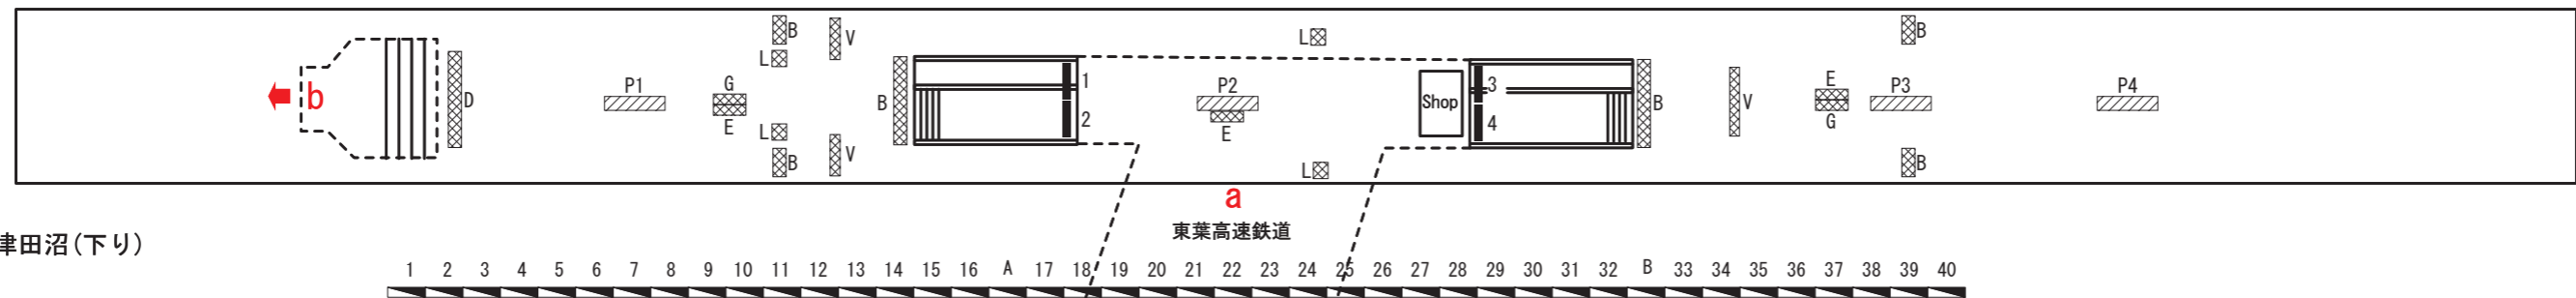 B V L B
L 1 3 E
b D P1 G B P2 Shop B V P3 P4
E L 2 E 4 G
B V L B
a
東葉高速鉄道
津田沼(下り)
1 2 3 4 5 6 7 8 9 10 11 12 13 14 15 16 A 17 18 19 20 21 22 23 24 25 26 27 28 29 30 31 32 B 33 34 35 36 37 38 39 40